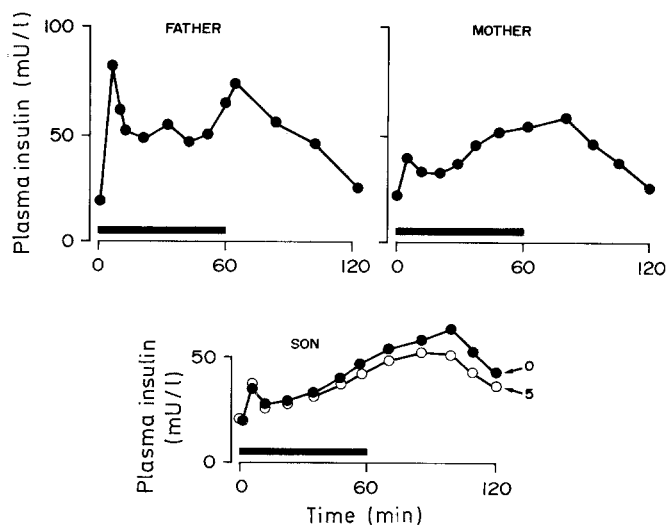 FATHER
MOTHER
Plasma insulin (mU/l)
100
50
0
0 60 120
0 60 120
SON
Plasma insulin
(mU/l)
50
0
0
5
0 60 120
Time (min)